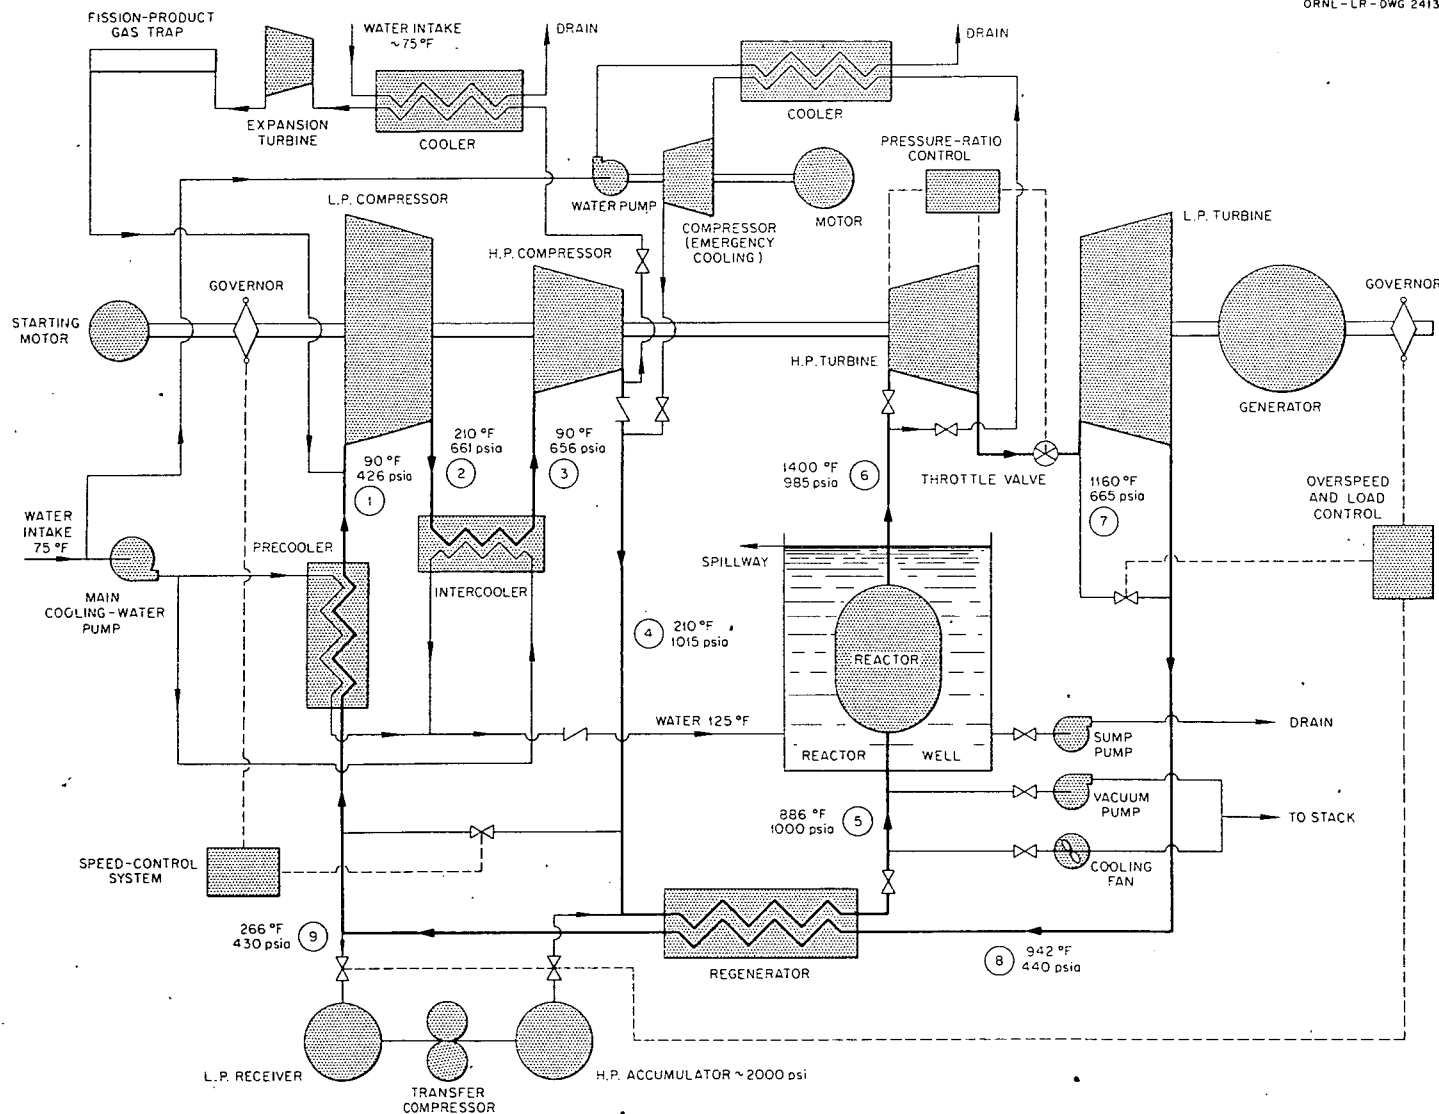 ORNL-LR-DWG 2413
FISSION-PRODUCT
GAS TRAP
WATER INTAKE
~75°F
DRAIN
DRAIN
EXPANSION
TURBINE
COOLER
COOLER
PRESSURE-RATIO
CONTROL
L.P. COMPRESSOR
WATER PUMP
MOTOR
COMPRESSOR
(EMERGENCY
COOLING)
L.P. TURBINE
H.P. COMPRESSOR
GOVERNOR
GOVERNOR
STARTING
MOTOR
H.P. TURBINE
GENERATOR
90 °F
426 psia
1
210 °F
661 psia
2
90 °F
656 psia
3
1400 °F
985 psia
6
THROTTLE VALVE
1160 °F
665 psia
7
OVERSPEED
AND LOAD
CONTROL
WATER
INTAKE
75°F
PRECOOLER
SPILLWAY
INTERCOOLER
MAIN
COOLING-WATER
PUMP
4
210 °F
1015 psia
REACTOR
WATER 125°F
REACTOR WELL
SUMP
PUMP
DRAIN
886 °F
1000 psia
5
VACUUM
PUMP
TO STACK
SPEED-CONTROL
SYSTEM
COOLING
FAN
266 °F
430 psia
9
REGENERATOR
8
942 °F
440 psia
L.P. RECEIVER
H.P. ACCUMULATOR ~2000 psi
TRANSFER
COMPRESSOR